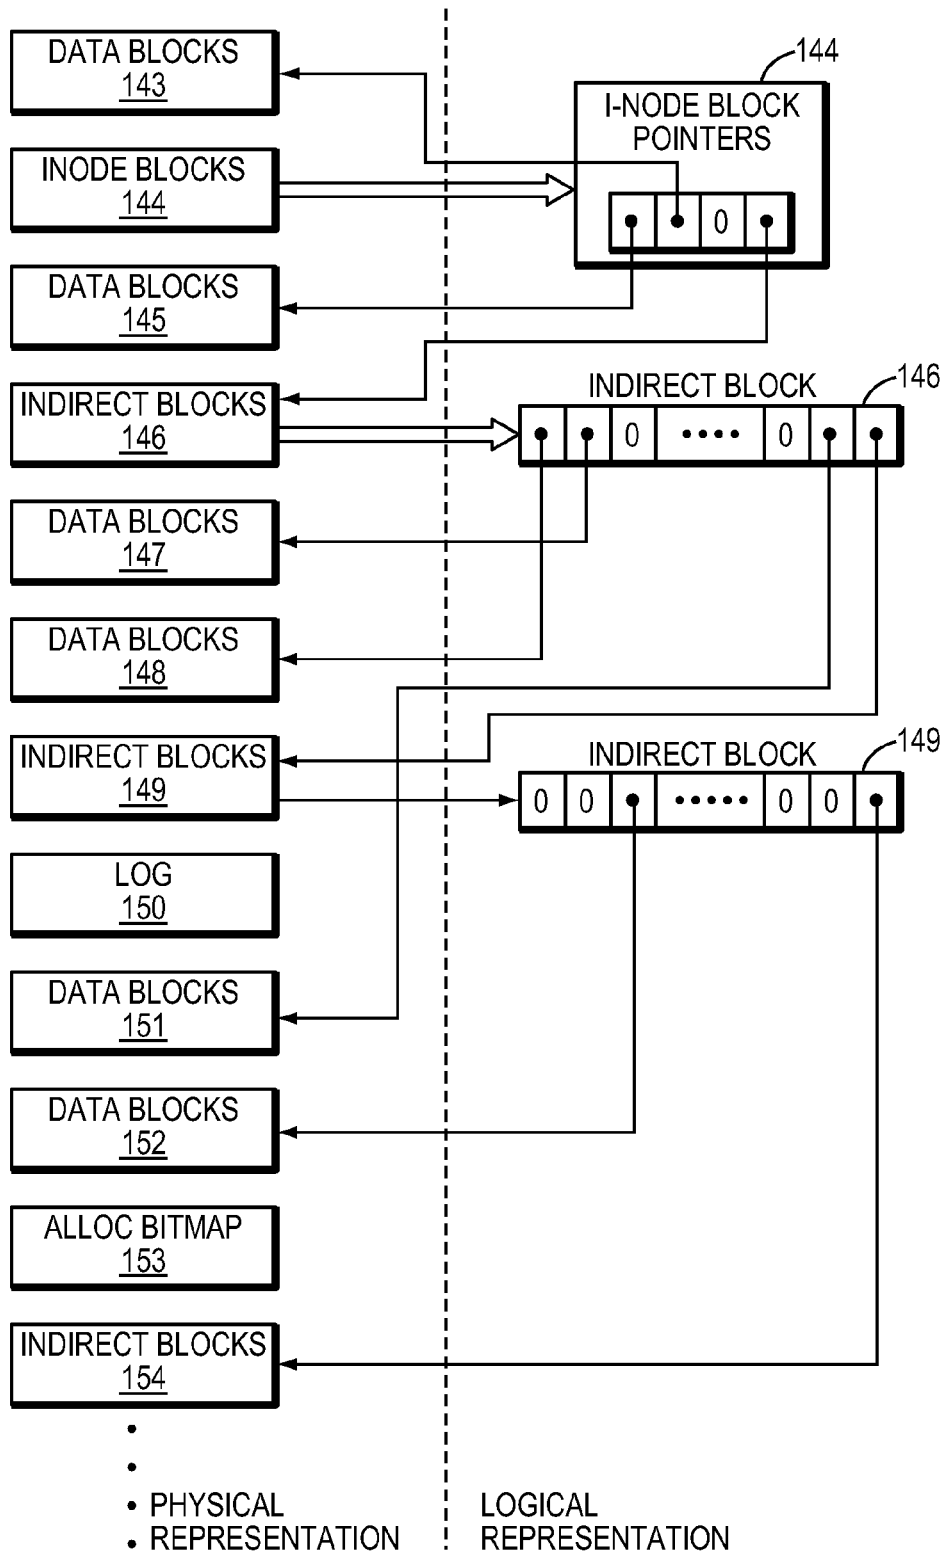 DATA BLOCKS
143
INODE BLOCKS
144
DATA BLOCKS
145
INDIRECT BLOCKS
146
DATA BLOCKS
147
DATA BLOCKS
148
INDIRECT BLOCKS
149
LOG
150
DATA BLOCKS
151
DATA BLOCKS
152
ALLOC BITMAP
153
INDIRECT BLOCKS
154
PHYSICAL
REPRESENTATION
144
I-NODE BLOCK
POINTERS
0
INDIRECT BLOCK
146
0 •••• 0
INDIRECT BLOCK
149
0 0 ••••• 0 0
LOGICAL
REPRESENTATION